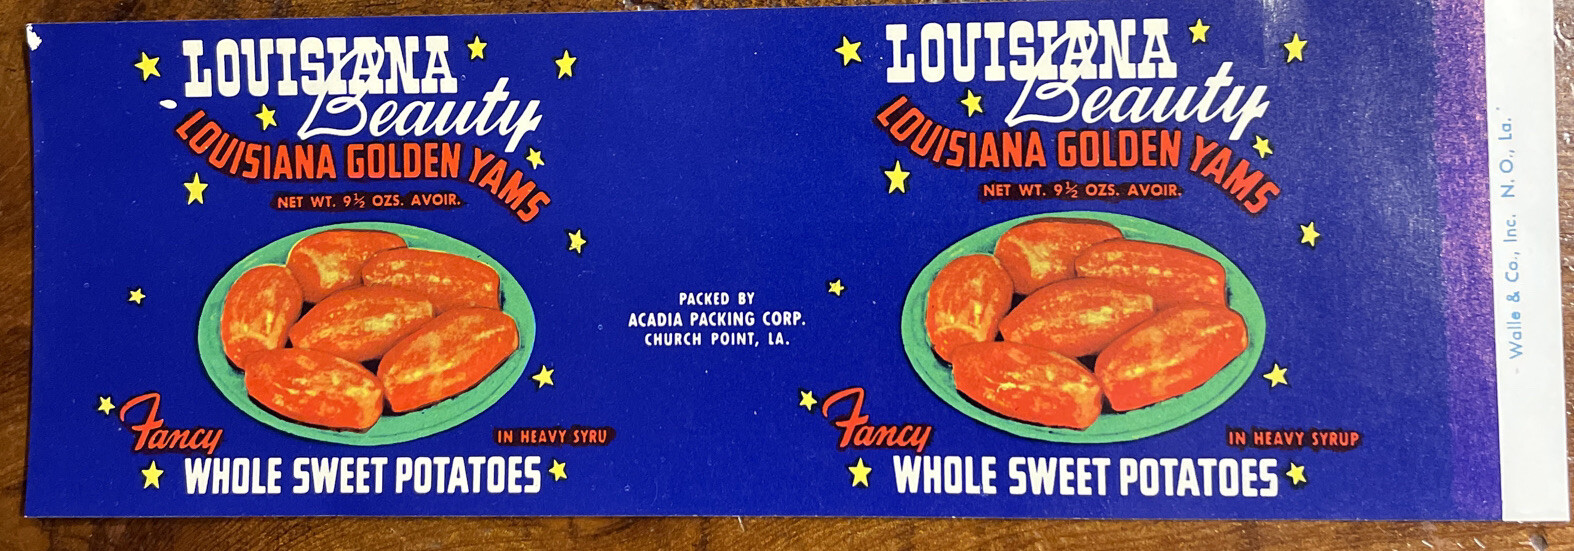 LOUISIANA
Beauty
LOUISIANA GOLDEN YAMS
NET WT. 9½ OZS. AVOIR.
Fancy
IN HEAVY SYRU
WHOLE SWEET POTATOES
PACKED BY
ACADIA PACKING CORP.
CHURCH POINT, LA.
LOUISIANA
Beauty
LOUISIANA GOLDEN YAMS
NET WT. 9½ OZS. AVOIR.
Fancy
IN HEAVY SYRUP
WHOLE SWEET POTATOES
Walle & Co., Inc. N. O., La.